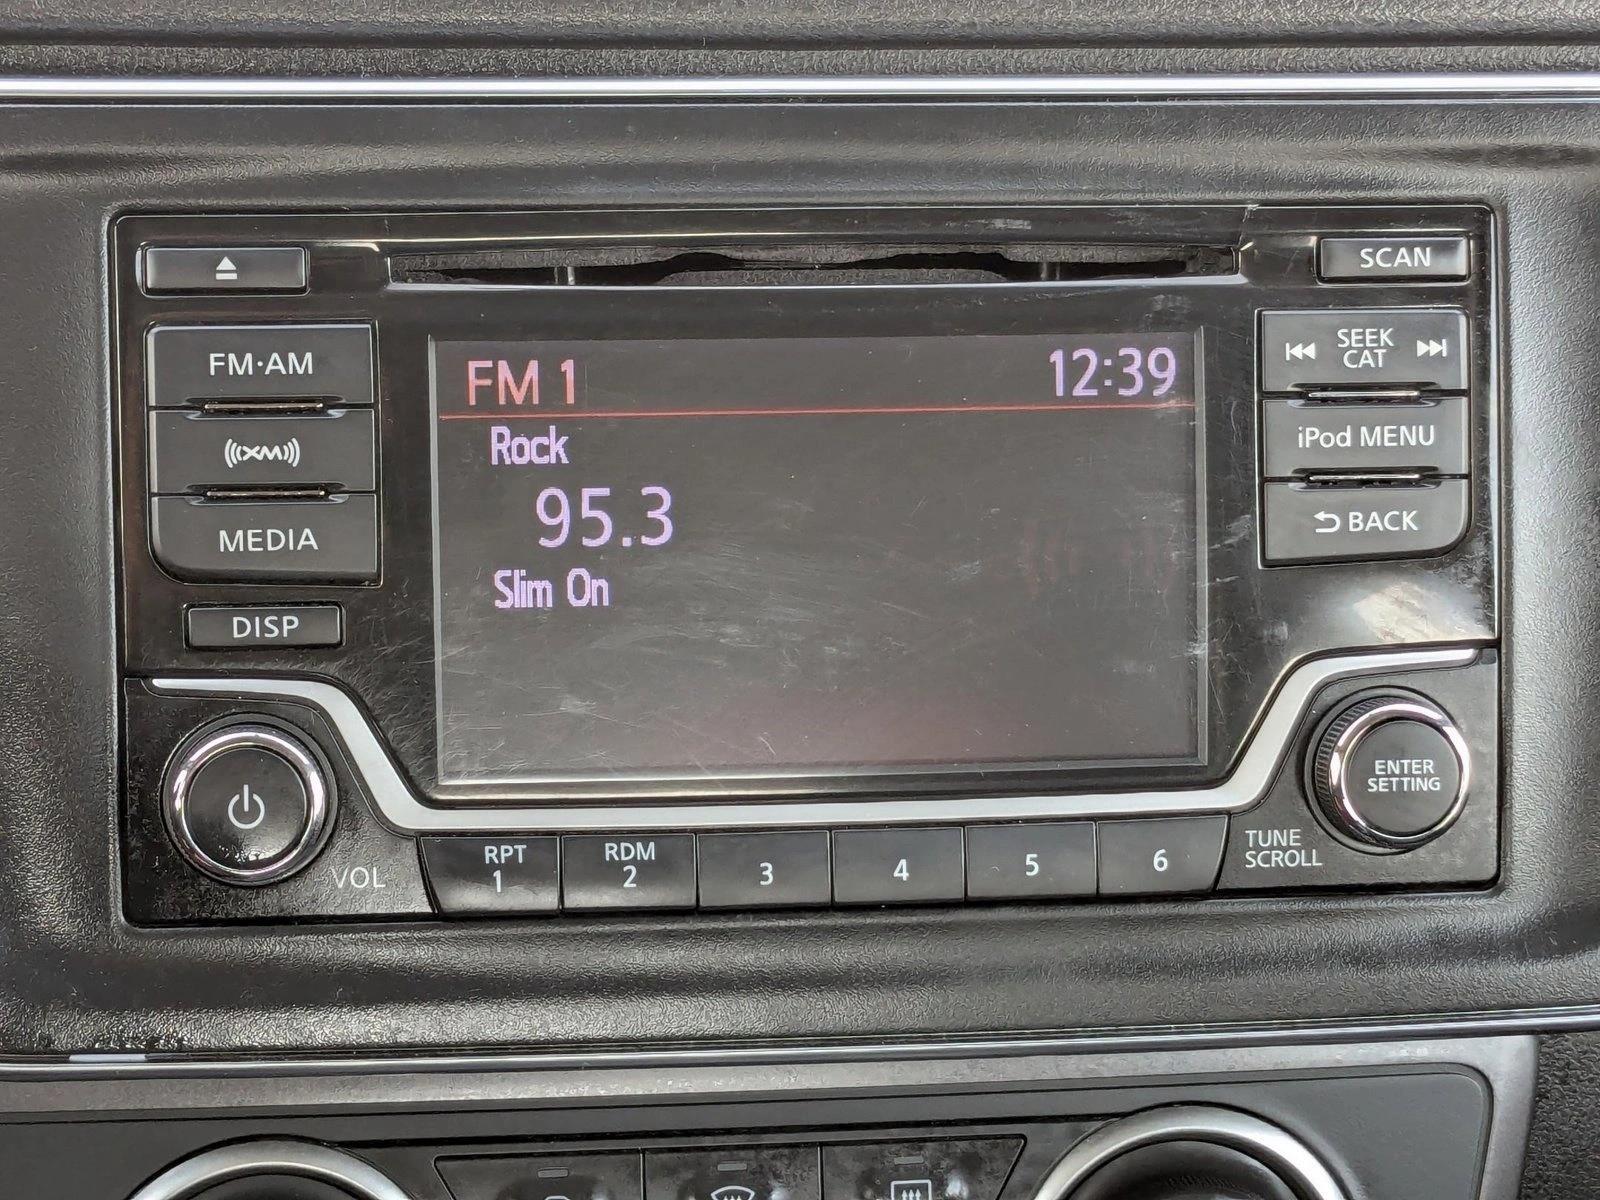 SCAN
FM·AM
XM
MEDIA
DISP
VOL
FM 1 12:39
Rock
95.3
Slim On
SEEK
CAT
iPod MENU
BACK
ENTER
SETTING
TUNE
SCROLL
RPT
1
RDM
2
3
4
5
6